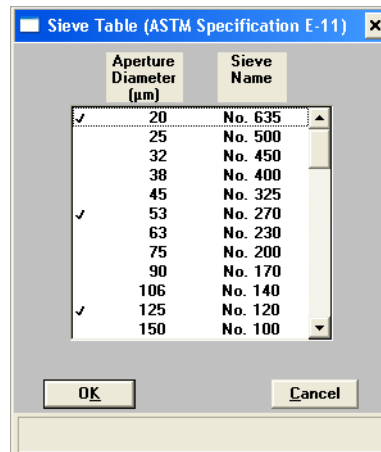 Sieve Table (ASTM Specification E-11)
Aperture Diameter (µm) Sieve Name
✓ 20 No. 635
25 No. 500
32 No. 450
38 No. 400
45 No. 325
✓ 53 No. 270
63 No. 230
75 No. 200
90 No. 170
106 No. 140
✓ 125 No. 120
150 No. 100
OK Cancel